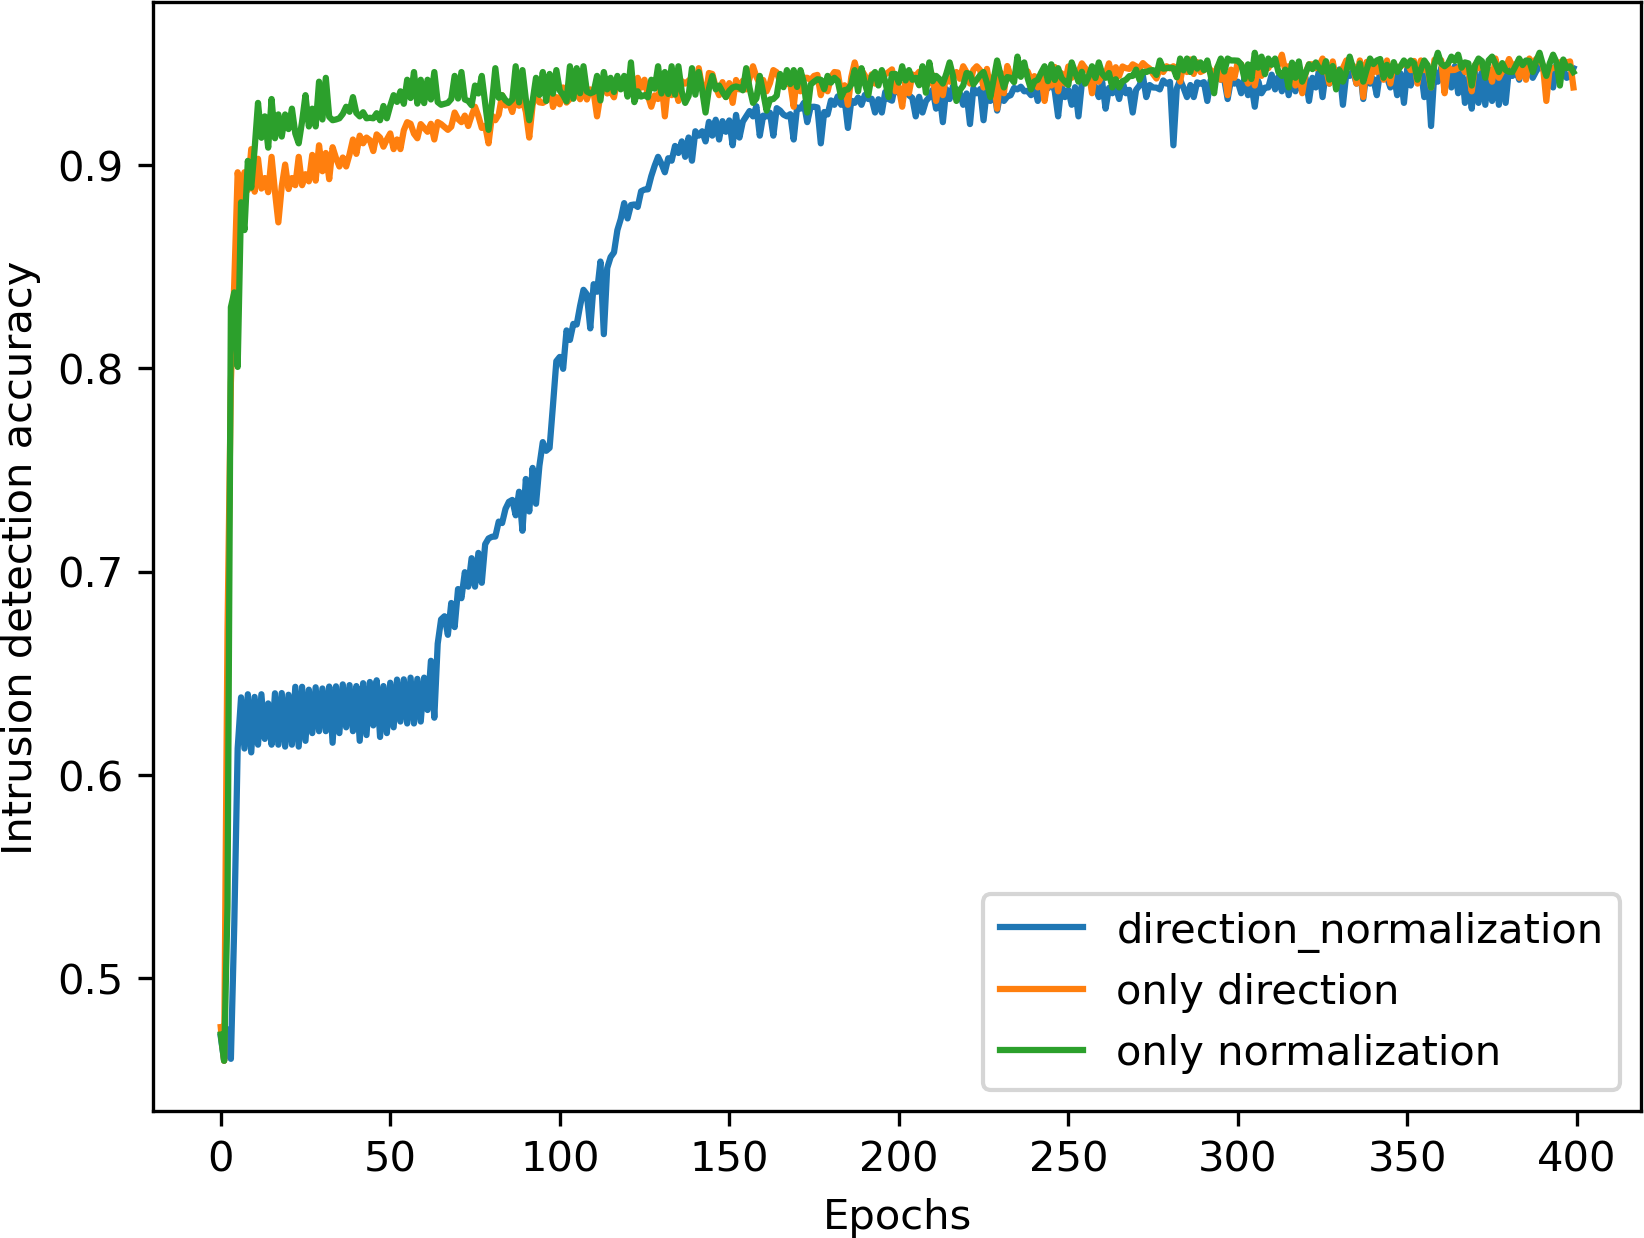 Intrusion detection accuracy
0.9
0.8
0.7
0.6
0.5
direction_normalization
only direction
only normalization
0 50 100 150 200 250 300 350 400
Epochs